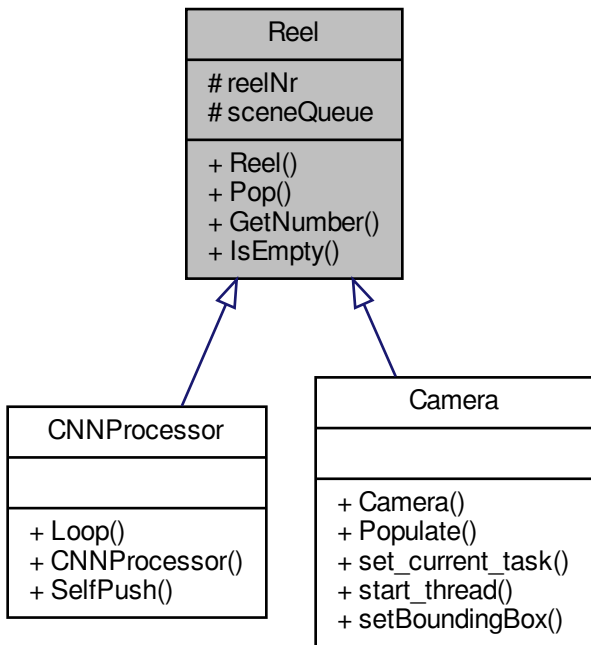 Reel
# reelNr
# sceneQueue
+ Reel()
+ Pop()
+ GetNumber()
+ IsEmpty()
CNNProcessor
+ Loop()
+ CNNProcessor()
+ SelfPush()
Camera
+ Camera()
+ Populate()
+ set_current_task()
+ start_thread()
+ setBoundingBox()